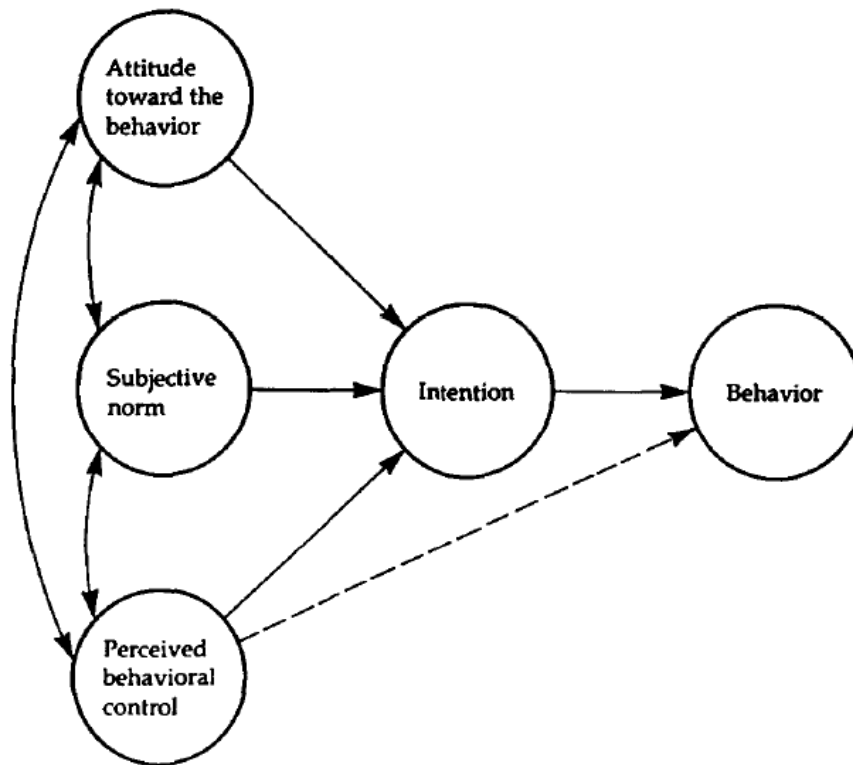 Attitude
toward the
behavior
Subjective
norm
Intention
Behavior
Perceived
behavioral
control